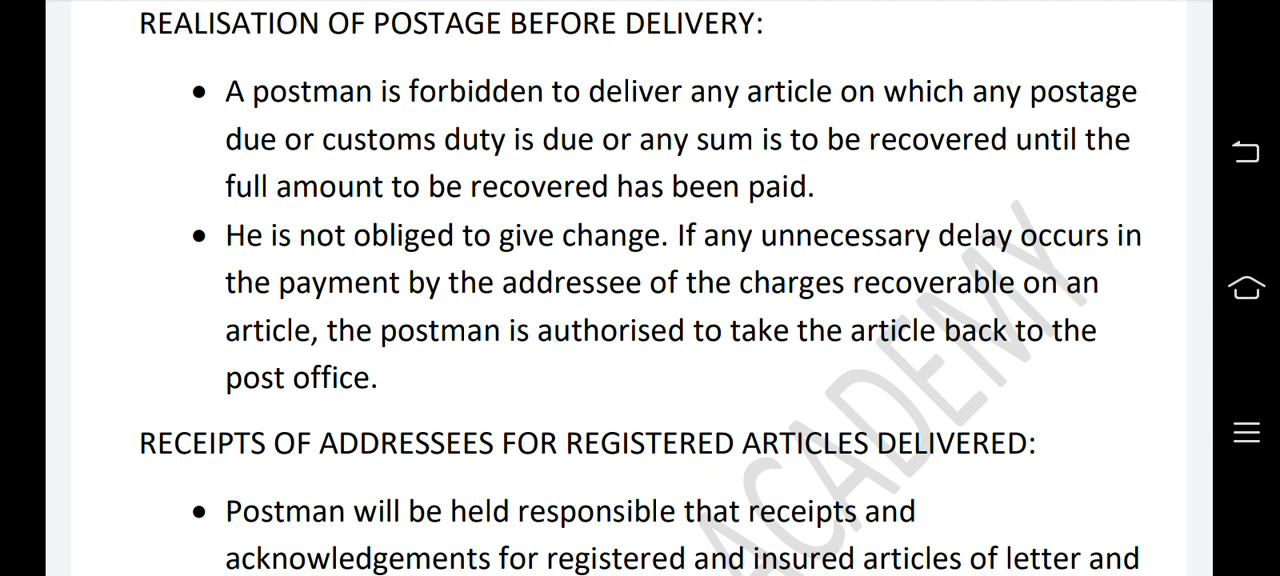 REALISATION OF POSTAGE BEFORE DELIVERY:
• A postman is forbidden to deliver any article on which any postage
due or customs duty is due or any sum is to be recovered until the
full amount to be recovered has been paid.
• He is not obliged to give change. If any unnecessary delay occurs in
the payment by the addressee of the charges recoverable on an
article, the postman is authorised to take the article back to the
post office.
RECEIPTS OF ADDRESSEES FOR REGISTERED ARTICLES DELIVERED:
• Postman will be held responsible that receipts and
acknowledgements for registered and insured articles of letter and
ACADEMY